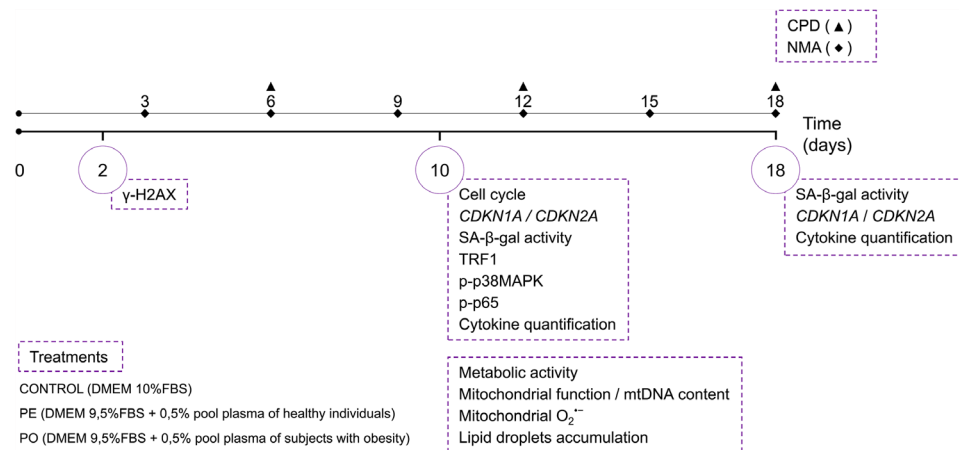 CPD ( ▲ )
NMA ( ◆ )
3 6 9 12 15 18
Time
(days)
0 2 10 18
γ-H2AX
Cell cycle
CDKN1A / CDKN2A
SA-β-gal activity
TRF1
p-p38MAPK
p-p65
Cytokine quantification
SA-β-gal activity
CDKN1A / CDKN2A
Cytokine quantification
Metabolic activity
Mitochondrial function / mtDNA content
Mitochondrial O₂•−
Lipid droplets accumulation
Treatments
CONTROL (DMEM 10%FBS)
PE (DMEM 9,5%FBS + 0,5% pool plasma of healthy individuals)
PO (DMEM 9,5%FBS + 0,5% pool plasma of subjects with obesity)